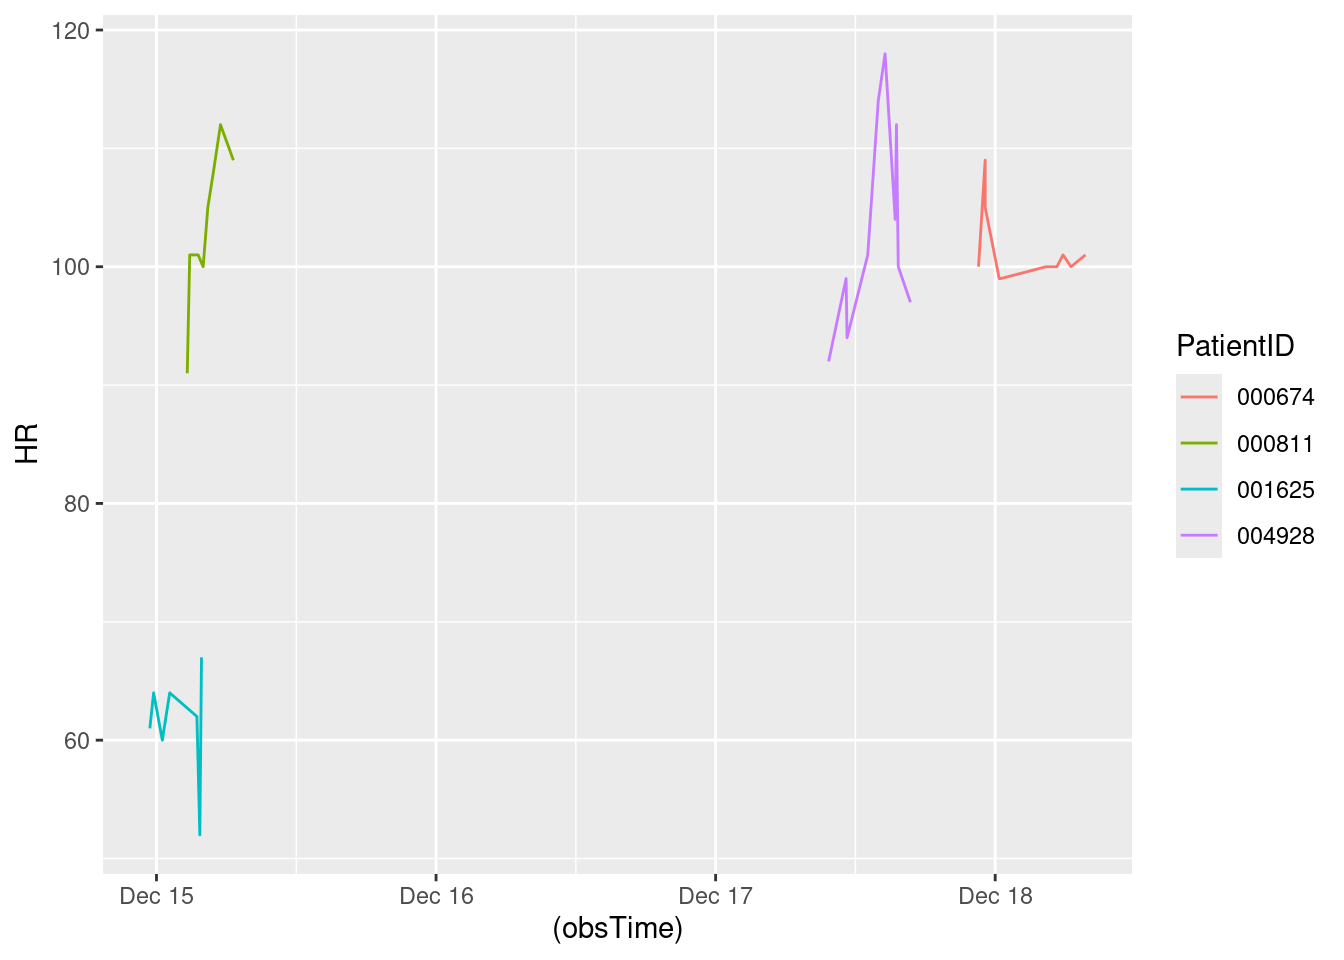 120
100
80
60
HR
Dec 15 Dec 16 Dec 17 Dec 18
(obsTime)
PatientID
000674
000811
001625
004928